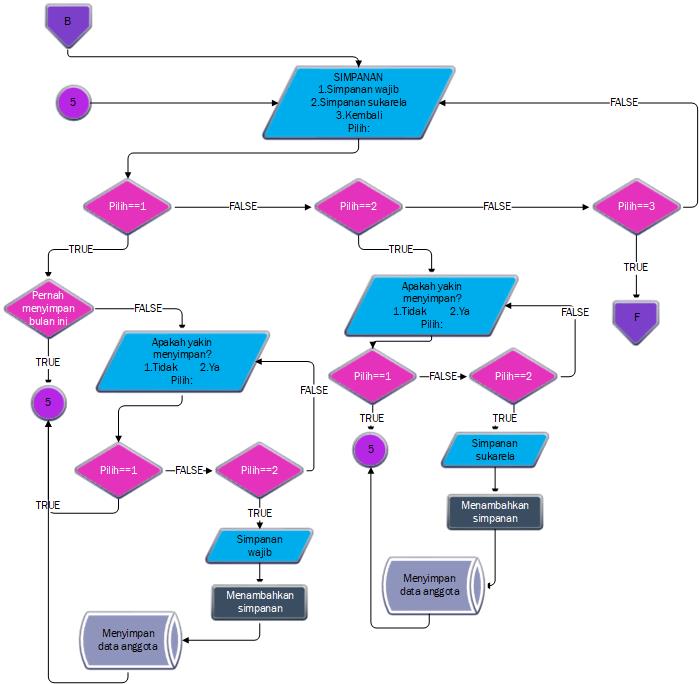 B
SIMPANAN
1.Simpanan wajib
2.Simpanan sukarela
3.Kembali
Pilih:
5
FALSE
Pilih==1
FALSE
Pilih==2
FALSE
Pilih==3
TRUE
TRUE
TRUE
Pernah
menyimpan
bulan ini
FALSE
Apakah yakin
menyimpan?
1.Tidak 2.Ya
Pilih:
FALSE
F
Apakah yakin
menyimpan?
1.Tidak 2.Ya
Pilih:
TRUE
FALSE
Pilih==1
FALSE
Pilih==2
5
TRUE
TRUE
5
Simpanan
sukarela
Pilih==1
FALSE
Pilih==2
TRUE
TRUE
Menambahkan
simpanan
Simpanan
wajib
Menyimpan
data anggota
Menambahkan
simpanan
Menyimpan
data anggota